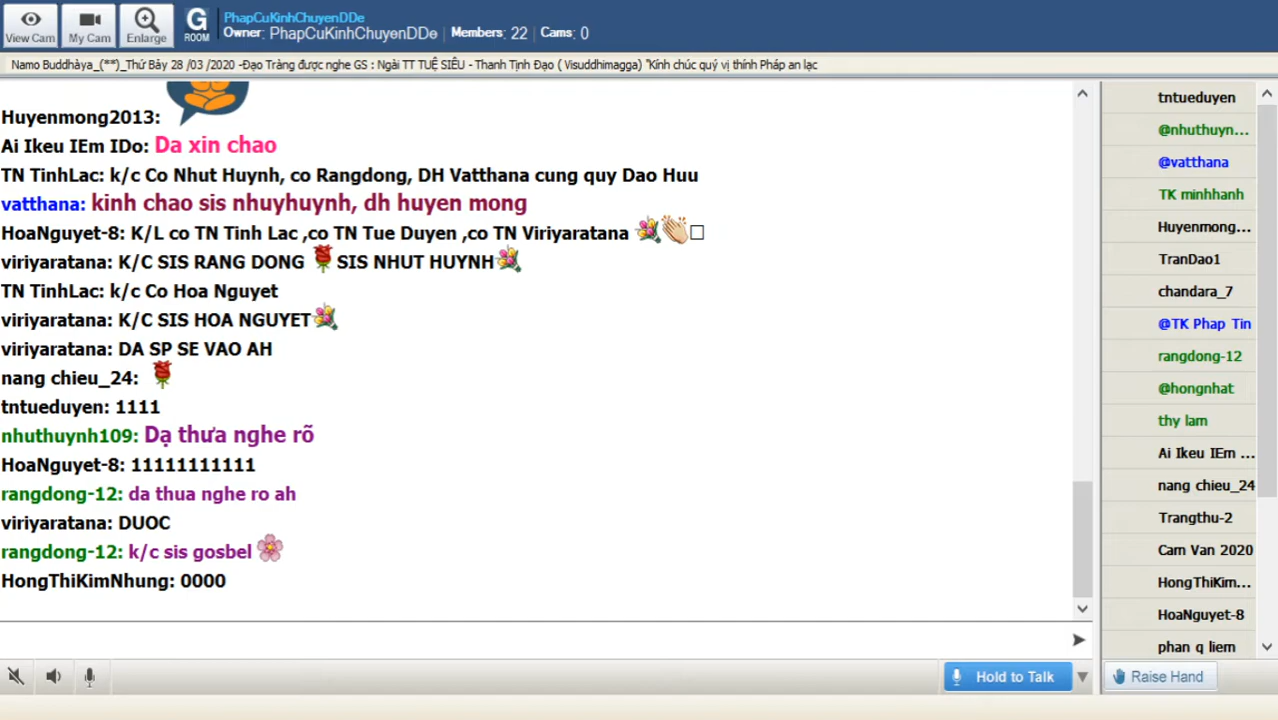 View Cam
My Cam
Enlarge
G
ROOM
PhapCuKinhChuyenDDe
Owner: PhapCuKinhChuyenDDe Members: 22 Cams: 0
Namo Buddhàya_(**)_Thứ Bảy 28 /03 /2020 -Đạo Tràng được nghe GS : Ngài TT TUỆ SIÊU - Thanh Tịnh Đạo ( Visuddhimagga) "Kính chúc quý vị thính Pháp an lạc
Huyenmong2013:
Ai Ikeu IEm IDo: Da xin chao
TN TinhLac: k/c Co Nhut Huynh, co Rangdong, DH Vatthana cung quy Dao Huu
vatthana: kinh chao sis nhuyhuynh, dh huyen mong
HoaNguyet-8: K/L co TN Tinh Lac ,co TN Tue Duyen ,co TN Viriyaratana
viriyaratana: K/C SIS RANG DONG SIS NHUT HUYNH
TN TinhLac: k/c Co Hoa Nguyet
viriyaratana: K/C SIS HOA NGUYET
viriyaratana: DA SP SE VAO AH
nang chieu_24:
tntueduyen: 1111
nhuthuynh109: Dạ thưa nghe rõ
HoaNguyet-8: 11111111111
rangdong-12: da thua nghe ro ah
viriyaratana: DUOC
rangdong-12: k/c sis gosbel
HongThiKimNhung: 0000
tntueduyen
@nhuthuyn...
@vatthana
TK minhhanh
Huyenmong...
TranDao1
chandara_7
@TK Phap Tin
rangdong-12
@hongnhat
thy lam
Ai Ikeu IEm ...
nang chieu_24
Trangthu-2
Cam Van 2020
HongThiKim...
HoaNguyet-8
phan q liem
Hold to Talk
Raise Hand